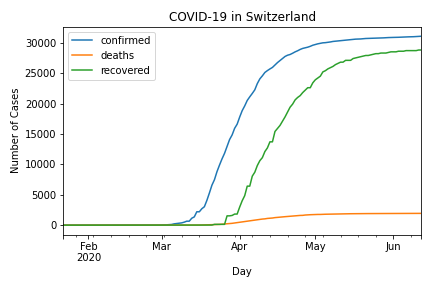 COVID-19 in Switzerland
confirmed
deaths
recovered
Number of Cases
30000
25000
20000
15000
10000
5000
0
Feb
2020
Mar
Apr
May
Jun
Day